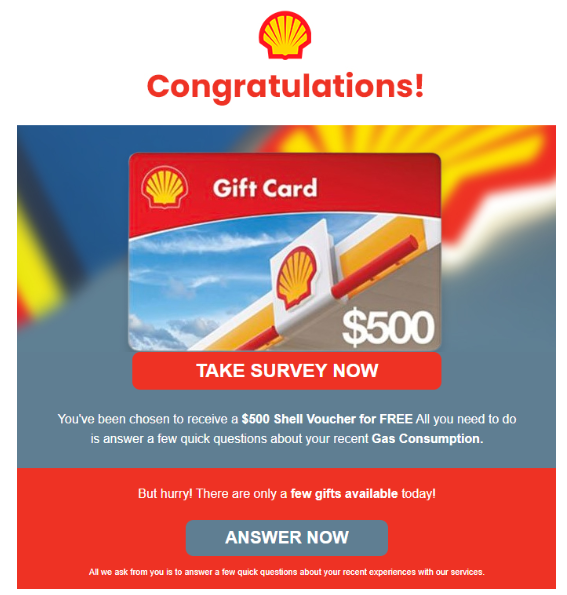 Congratulations!
Gift Card
$500
TAKE SURVEY NOW
You've been chosen to receive a $500 Shell Voucher for FREE All you need to do
is answer a few quick questions about your recent Gas Consumption.
But hurry! There are only a few gifts available today!
ANSWER NOW
All we ask from you is to answer a few quick questions about your recent experiences with our services.